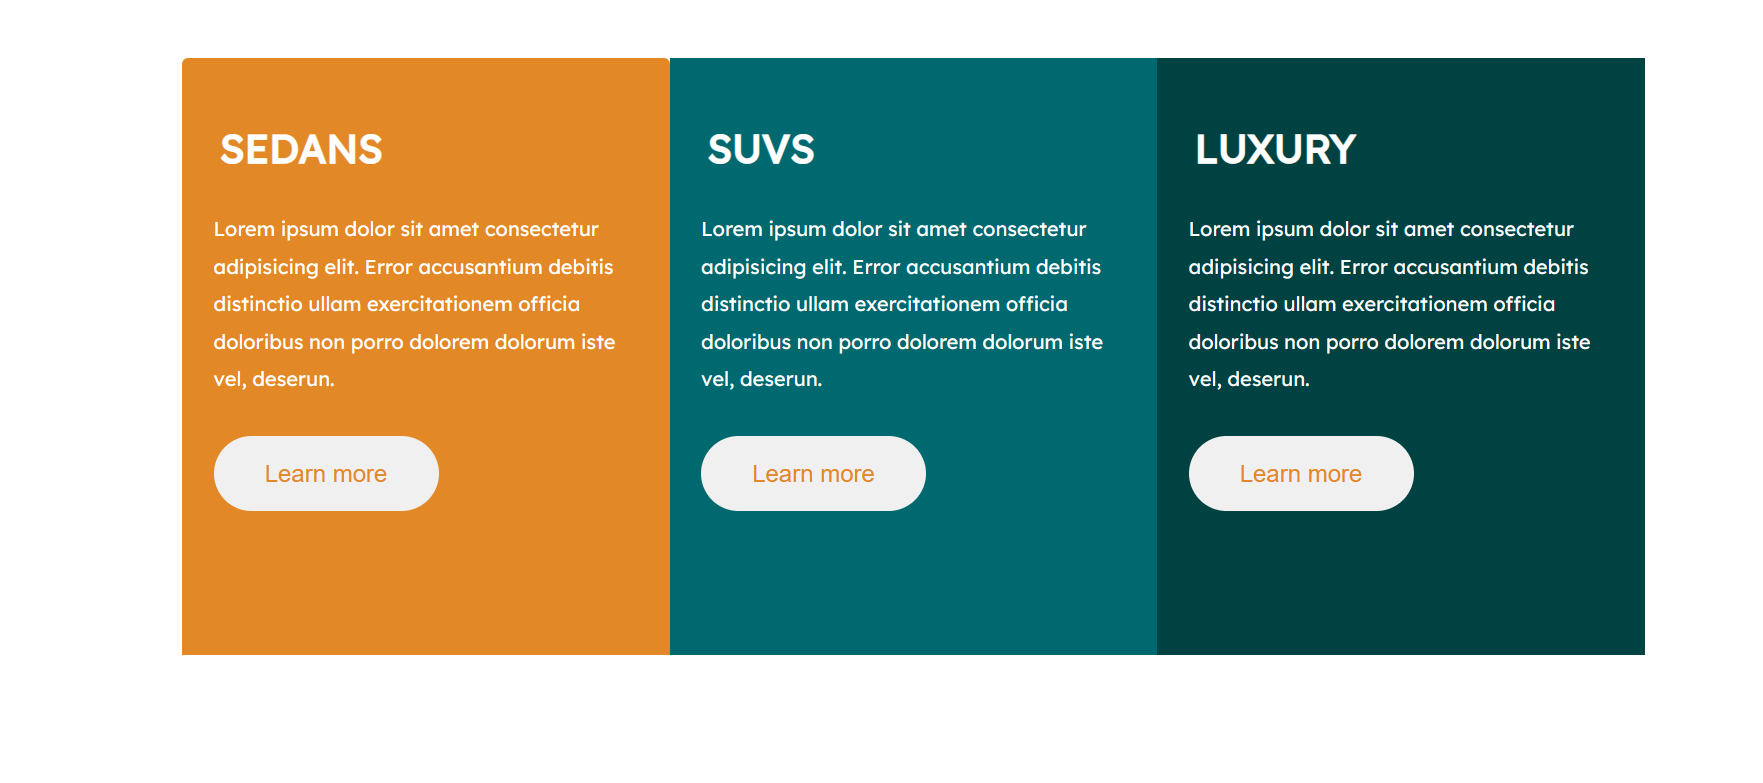 SEDANS
Lorem ipsum dolor sit amet consectetur
adipisicing elit. Error accusantium debitis
distinctio ullam exercitationem officia
doloribus non porro dolorem dolorum iste
vel, deserun.
Learn more
SUVS
Lorem ipsum dolor sit amet consectetur
adipisicing elit. Error accusantium debitis
distinctio ullam exercitationem officia
doloribus non porro dolorem dolorum iste
vel, deserun.
Learn more
LUXURY
Lorem ipsum dolor sit amet consectetur
adipisicing elit. Error accusantium debitis
distinctio ullam exercitationem officia
doloribus non porro dolorem dolorum iste
vel, deserun.
Learn more